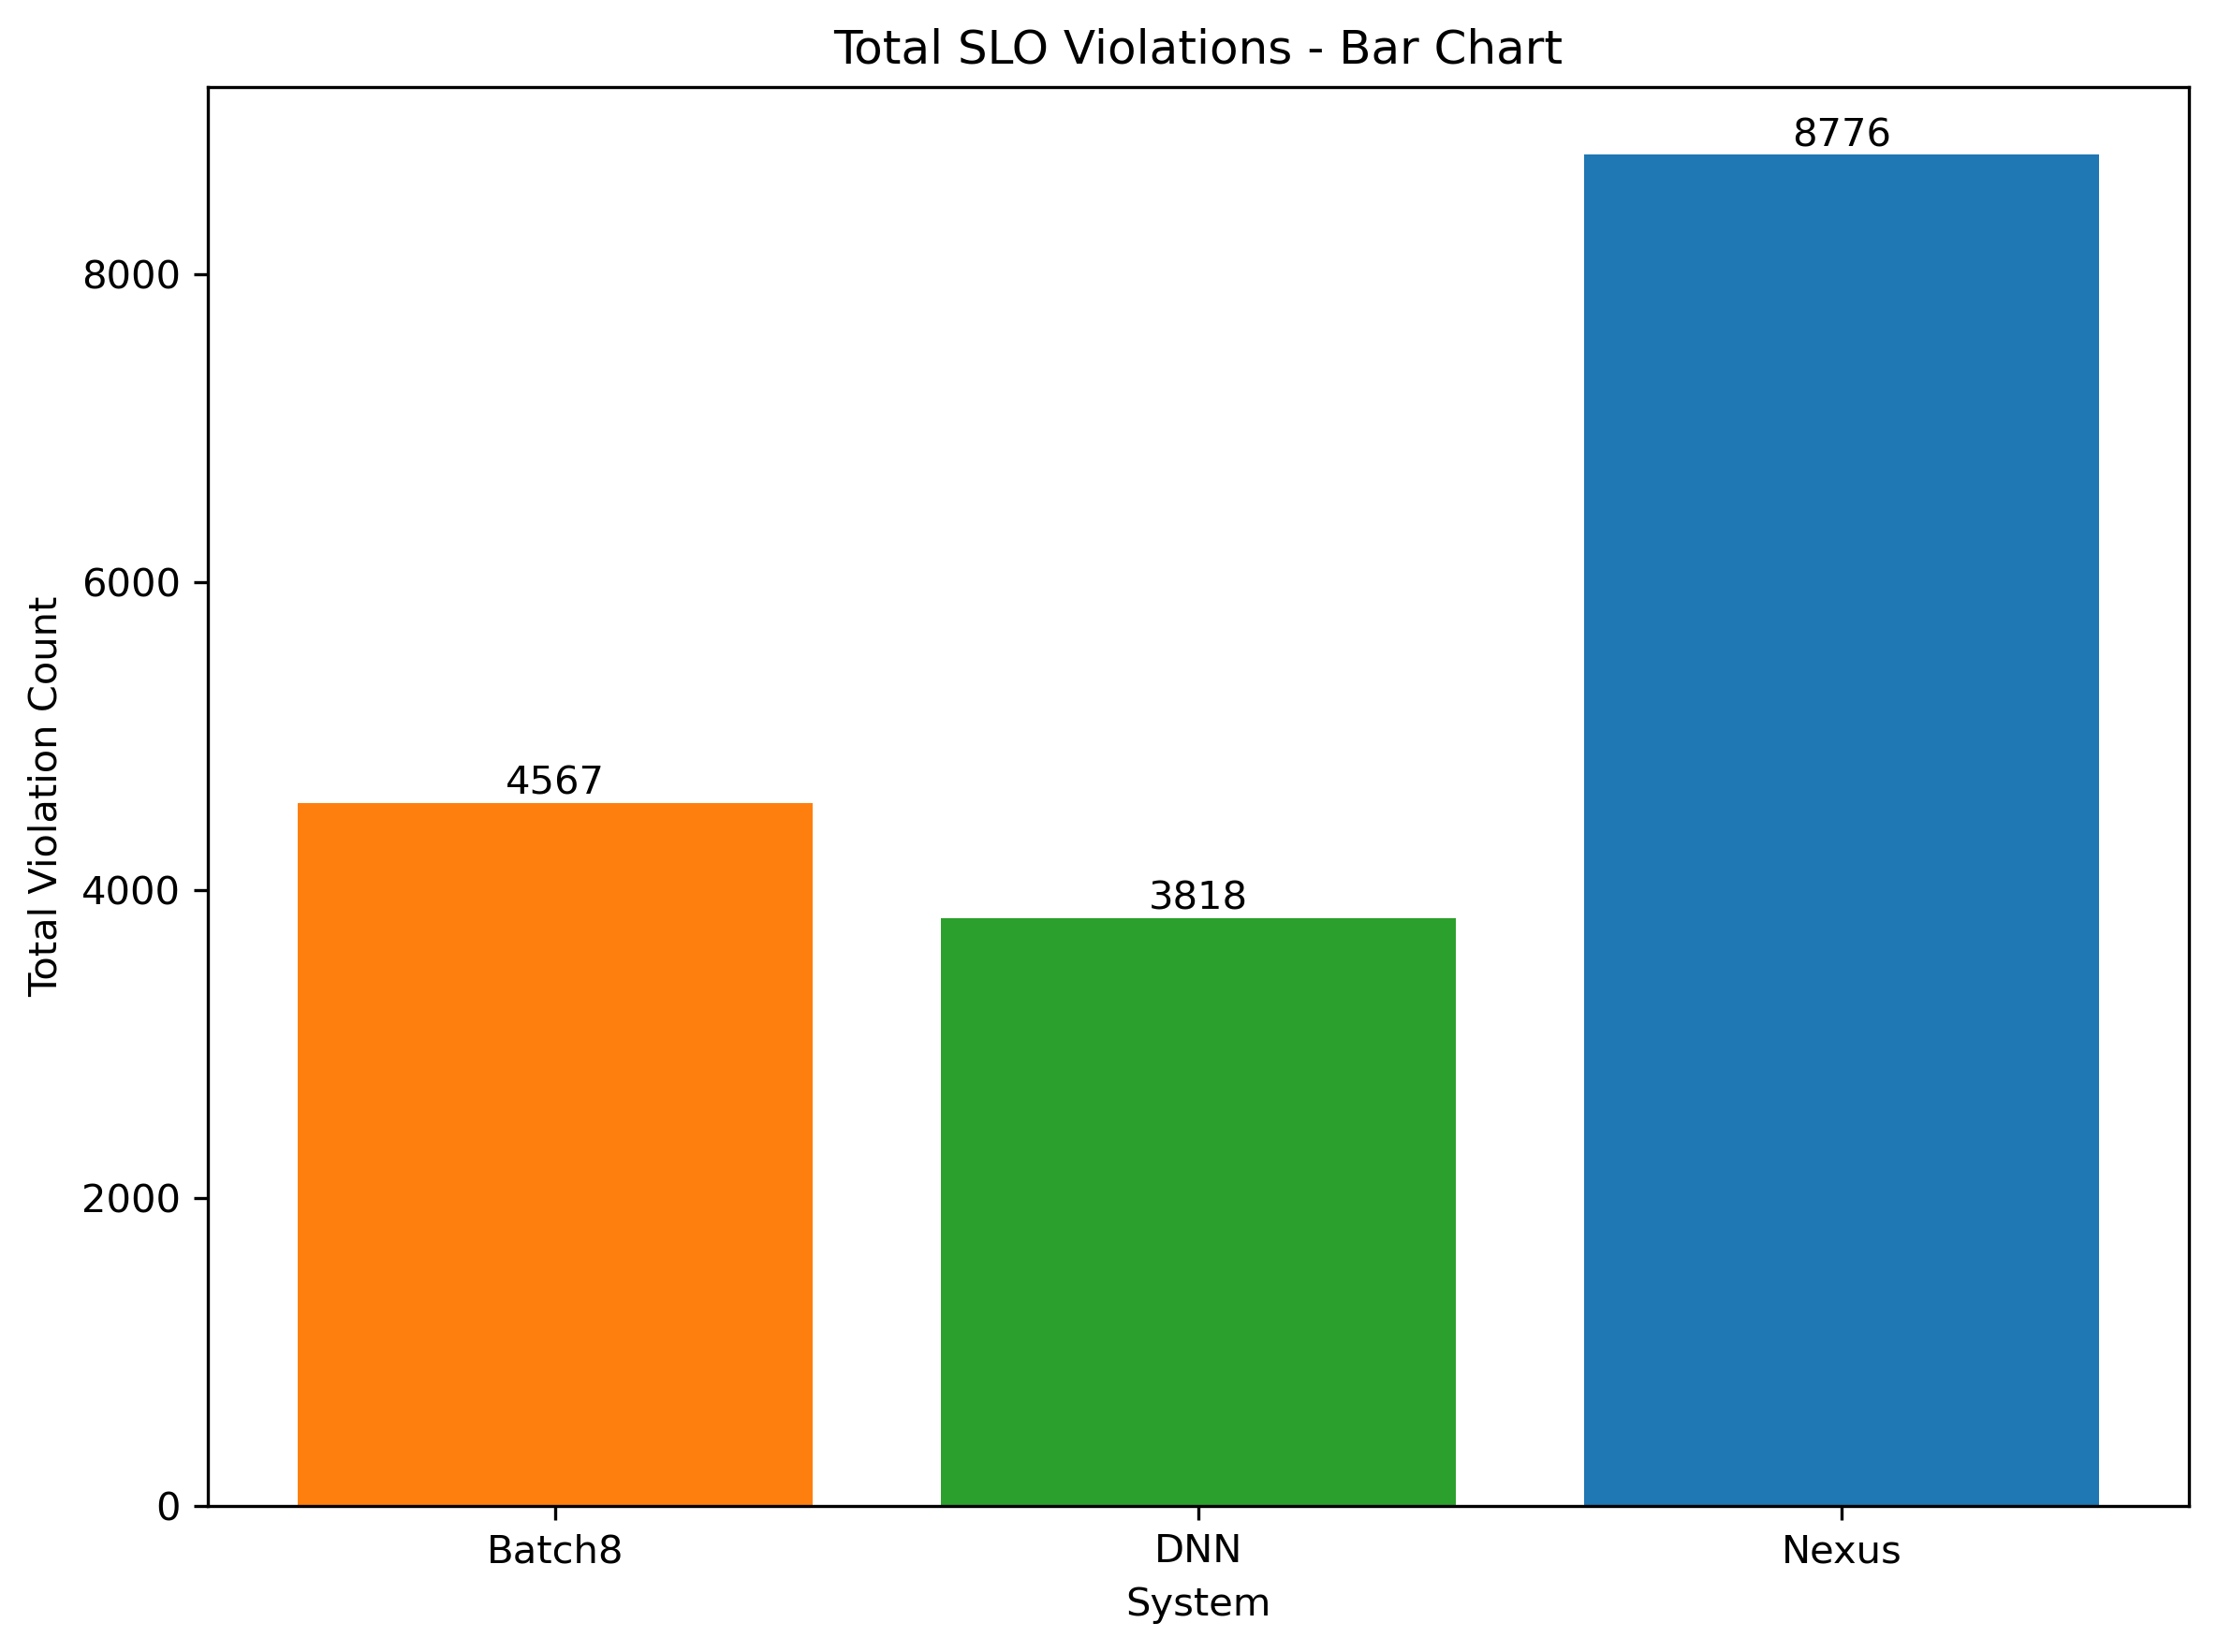 Total SLO Violations - Bar Chart
8776
8000
6000
4567
4000
3818
2000
0
Total Violation Count
Batch8
DNN
Nexus
System